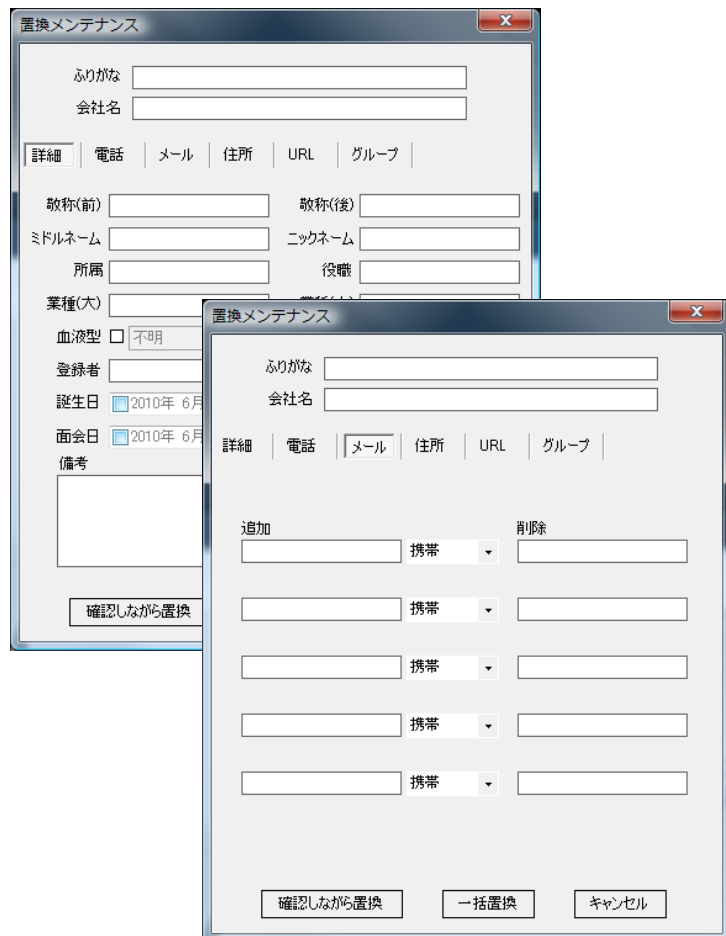 置換メンテナンス
ふりがな
会社名
詳細 電話 メール 住所 URL グループ
敬称(前) 敬称(後)
ミドルネーム ニックネーム
所属 役職
業種(大)
血液型 不明
登録者
誕生日 2010年 6月
面会日 2010年 6月
備考
確認しながら置換
置換メンテナンス
ふりがな
会社名
詳細 電話 メール 住所 URL グループ
追加 削除
携帯
携帯
携帯
携帯
携帯
確認しながら置換 一括置換 キャンセル